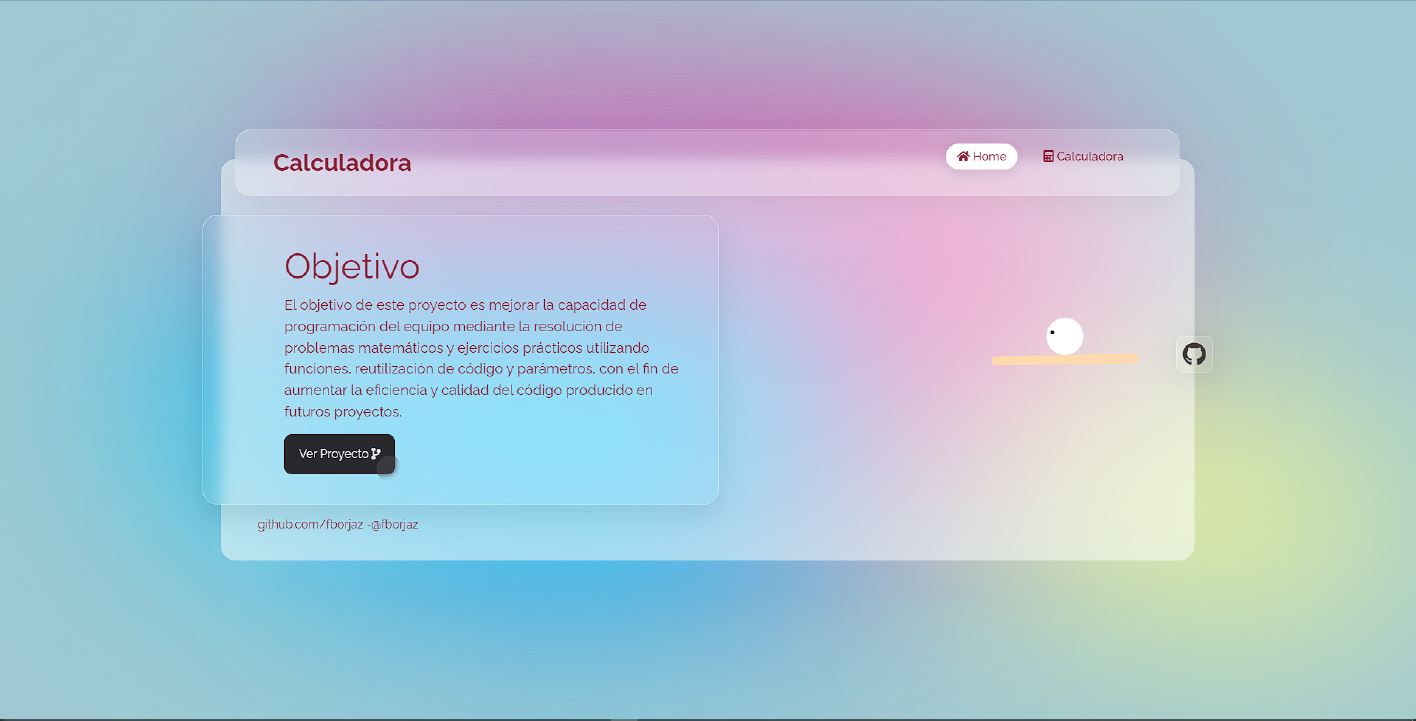 Calculadora
Home
Calculadora
Objetivo
El objetivo de este proyecto es mejorar la capacidad de
programación del equipo mediante la resolución de
problemas matemáticos y ejercicios prácticos utilizando
funciones, reutilización de código y parámetros, con el fin de
aumentar la eficiencia y calidad del código producido en
futuros proyectos.
Ver Proyecto
github.com/fborjaz -@fborjaz